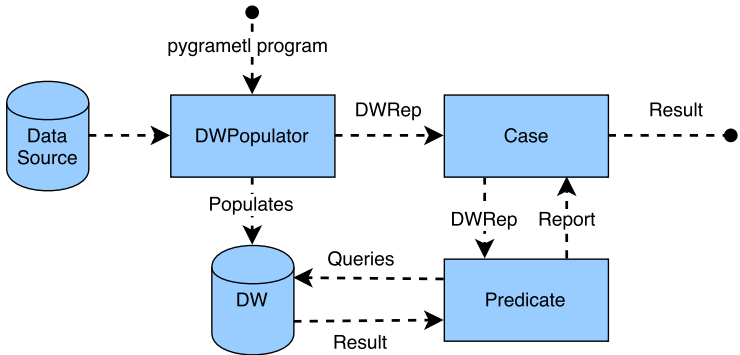 pygrametl program
Data
Source
DWPopulator
DWRep
Case
Result
Populates
DWRep
Report
Queries
DW
Predicate
Result